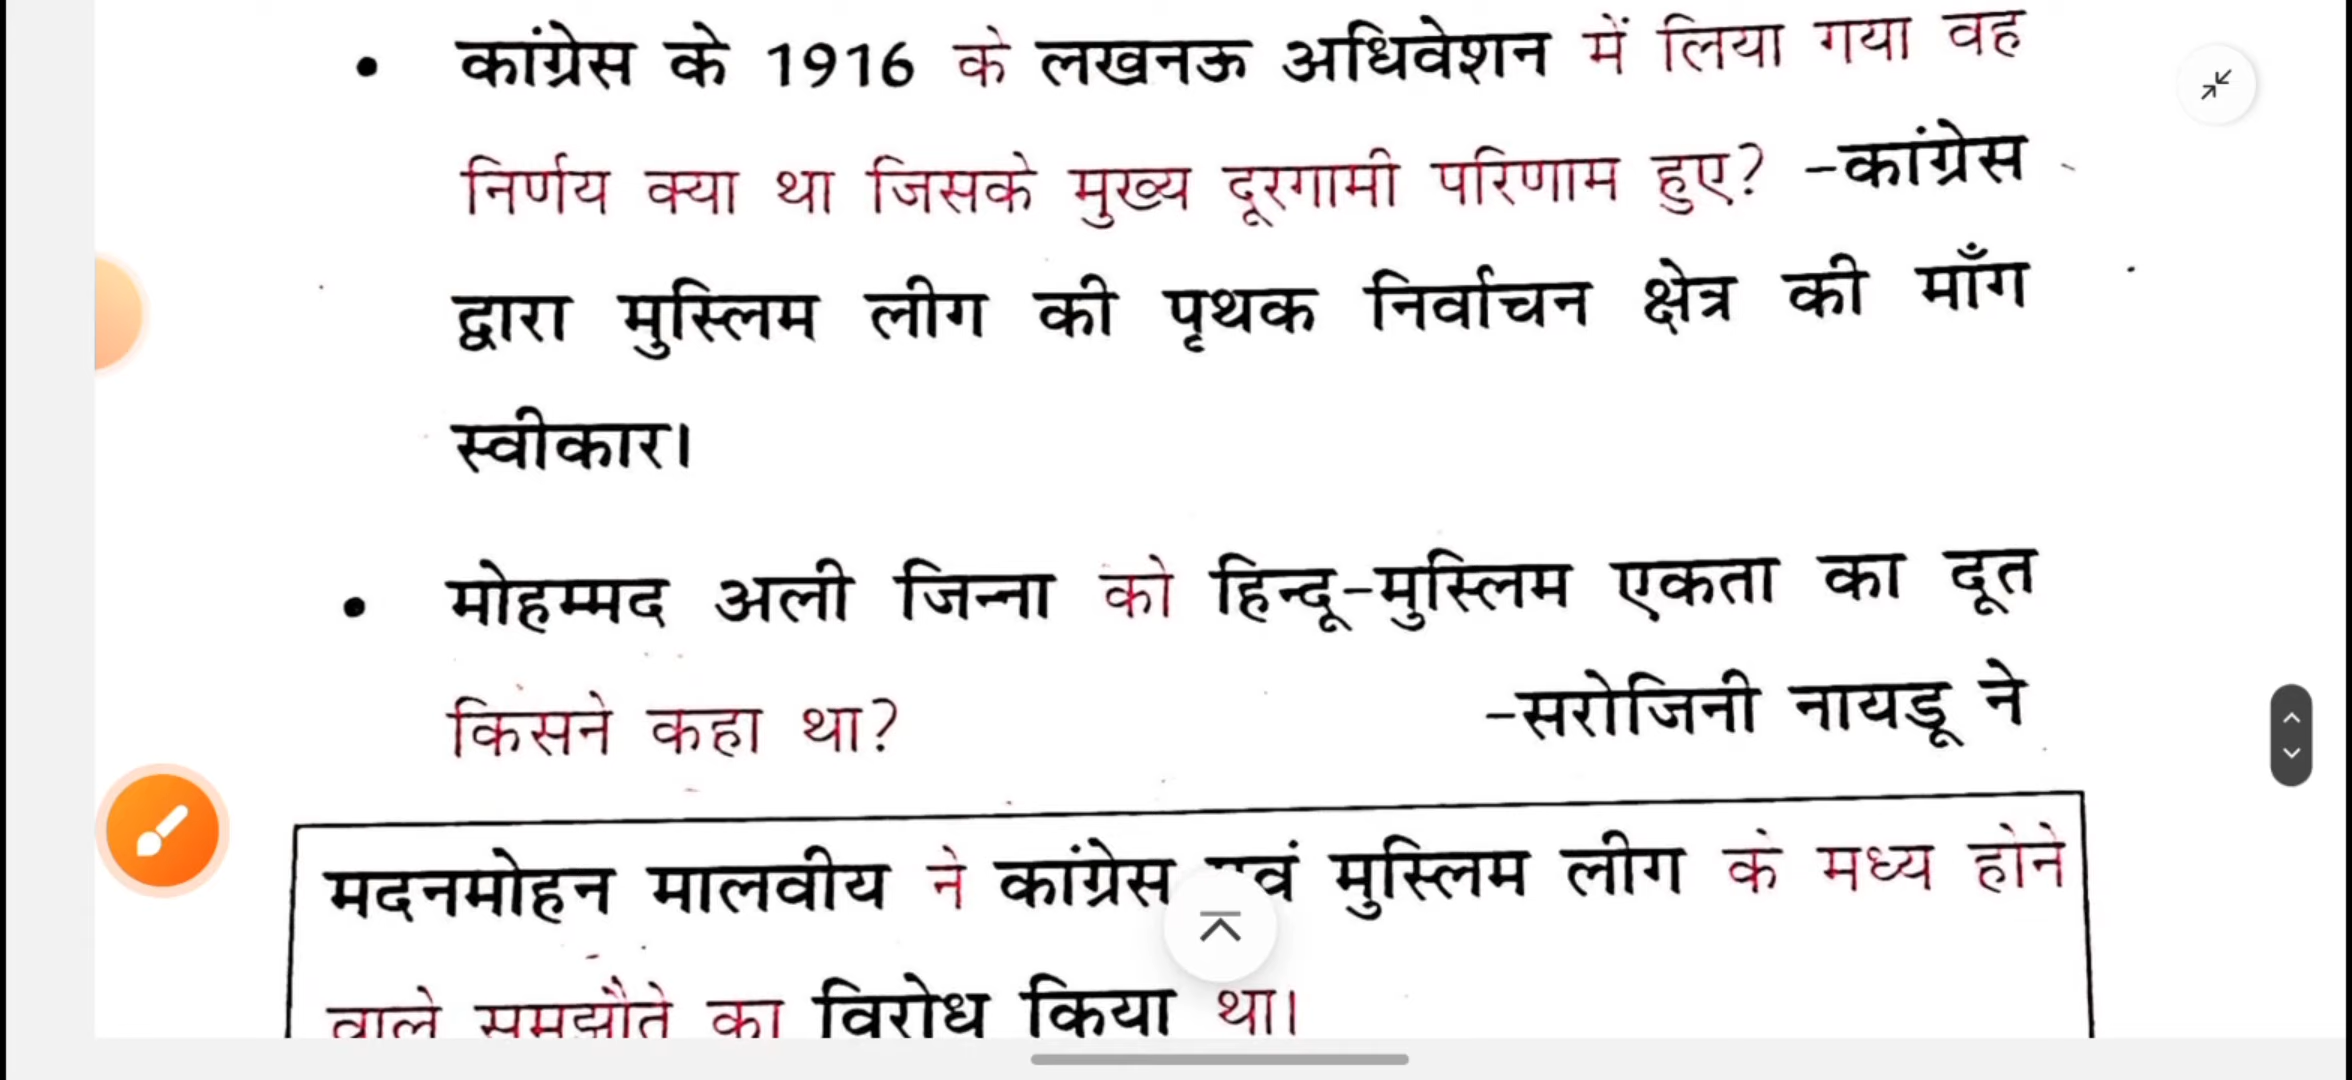 • कांग्रेस के 1916 के लखनऊ अधिवेशन में लिया गया वह
निर्णय क्या था जिसके मुख्य दूरगामी परिणाम हुए? -कांग्रेस
द्वारा मुस्लिम लीग की पृथक निर्वाचन क्षेत्र की माँग
स्वीकार।
• मोहम्मद अली जिन्ना को हिन्दू-मुस्लिम एकता का दूत
किसने कहा था? -सरोजिनी नायडू ने
मदनमोहन मालवीय ने कांग्रेस मुस्लिम लीग के मध्य होने
वाले समझौते का विरोध किया था।